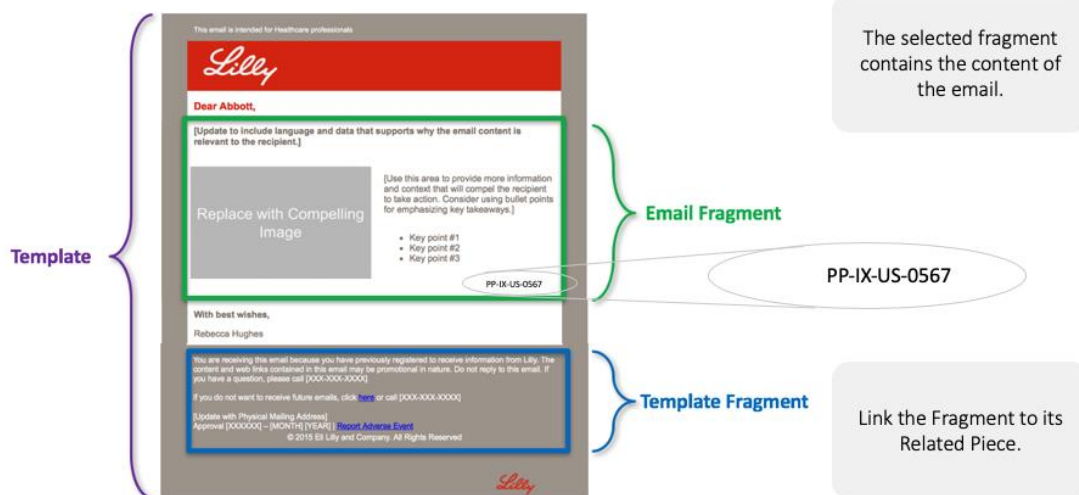 This email is intended for Healthcare professionals
Lilly
Dear Abbott,
[Update to include language and data that supports why the email content is
relevant to the recipient.]
Replace with Compelling
Image
[Use this area to provide more information
and context that will compel the recipient
to take action. Consider using bullet points
for emphasizing key takeaways.]
• Key point #1
• Key point #2
• Key point #3
PP-IX-US-0567
With best wishes,
Rebecca Hughes
You are receiving this email because you have previously registered to receive information from Lilly. The
content and web links contained in this email may be promotional in nature. Do not reply to this email. If
you have a question, please call [XXX-XXX-XXXX]
If you do not want to receive future emails, click here or call [XXX-XXX-XXXX]
[Update with Physical Mailing Address]
Approval [XXXXXX] – [MONTH] [YEAR] | Report Adverse Event
© 2015 Eli Lilly and Company. All Rights Reserved
Lilly
Template
Email Fragment
PP-IX-US-0567
Template Fragment
The selected fragment
contains the content of
the email.
Link the Fragment to its
Related Piece.